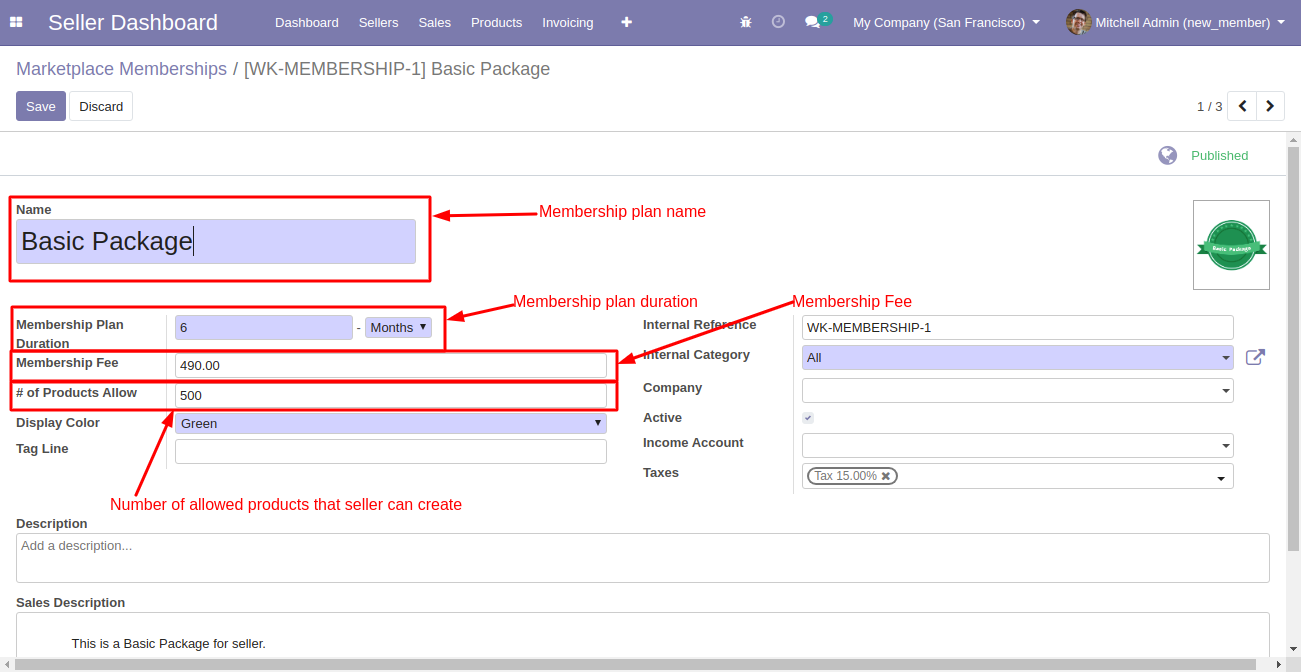 Seller Dashboard Dashboard Sellers Sales Products Invoicing 2 My Company (San Francisco) Mitchell Admin (new_member)
Marketplace Memberships / [WK-MEMBERSHIP-1] Basic Package
Save Discard 1 / 3
Published
Name
Membership plan name
Basic Package
Basic Package
Membership plan duration
Membership Fee
Membership Plan Duration
6 - Months
Internal Reference
WK-MEMBERSHIP-1
Membership Fee
490.00
Internal Category
All
# of Products Allow
500
Company
Display Color
Green
Active
Tag Line
Income Account
Taxes
Tax 15.00%
Number of allowed products that seller can create
Description
Add a description...
Sales Description
This is a Basic Package for seller.